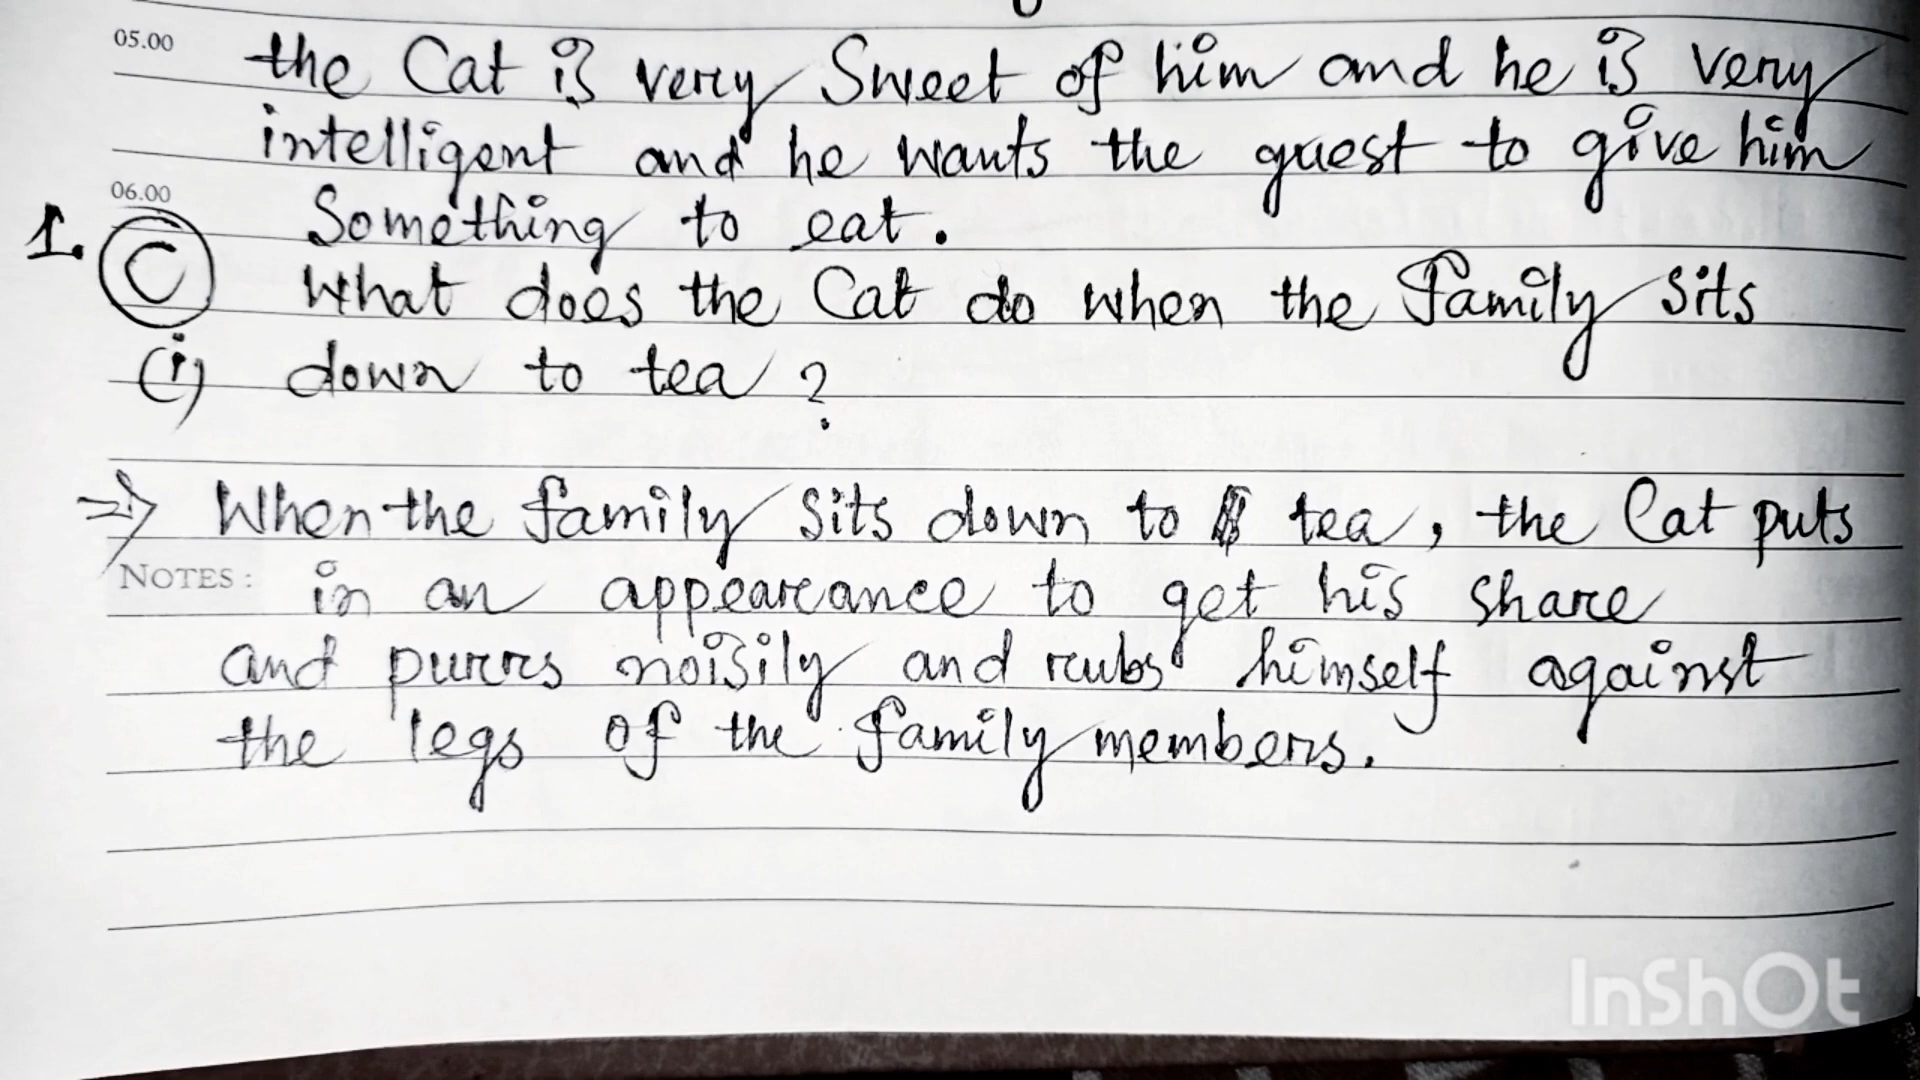 05.00 the Cat is very Sweet of him and he is very
intelligent and he wants the guest to give him
06.00 Something to eat.
1. C What does the Cat do when the family sits
(i) down to tea?
=> When the family sits down to tea, the Cat puts
NOTES: in an appearance to get his share
and purrs noisily and rubs himself against
the legs of the family members.
InShOt